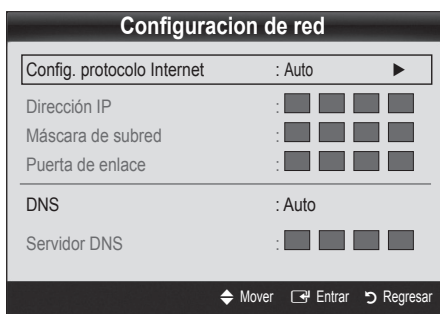 Configuracion de red
Config. protocolo Internet : Auto ▶
Dirección IP :
Máscara de subred :
Puerta de enlace :
DNS : Auto
Servidor DNS :
Mover Entrar Regresar